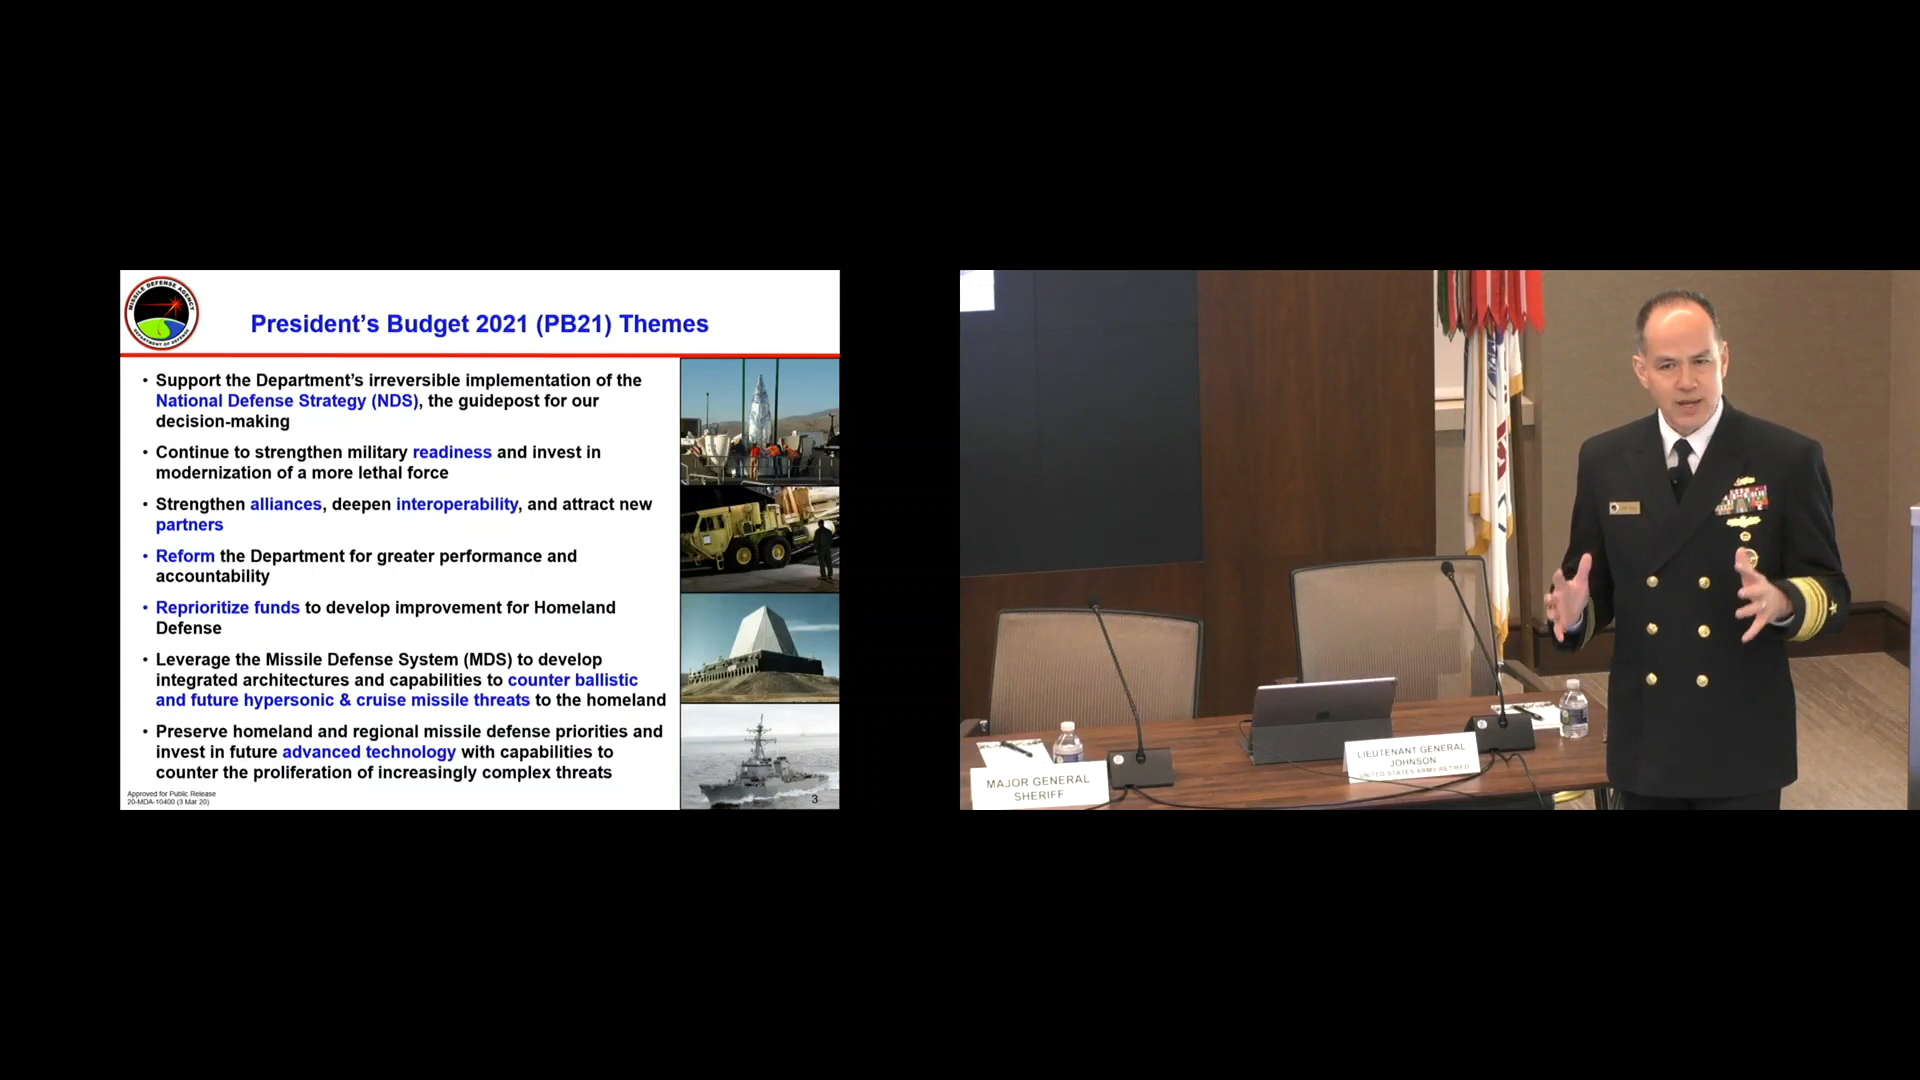 MISSILE DEFENSE AGENCY
DEPARTMENT OF DEFENSE
President's Budget 2021 (PB21) Themes
• Support the Department's irreversible implementation of the
National Defense Strategy (NDS), the guidepost for our
decision-making
• Continue to strengthen military readiness and invest in
modernization of a more lethal force
• Strengthen alliances, deepen interoperability, and attract new
partners
• Reform the Department for greater performance and
accountability
• Reprioritize funds to develop improvement for Homeland
Defense
• Leverage the Missile Defense System (MDS) to develop
integrated architectures and capabilities to counter ballistic
and future hypersonic & cruise missile threats to the homeland
• Preserve homeland and regional missile defense priorities and
invest in future advanced technology with capabilities to
counter the proliferation of increasingly complex threats
Approved for Public Release
20-MDA-10400 (3 Mar 20)
3
MAJOR GENERAL
SHERIFF
LIEUTENANT GENERAL
JOHNSON
UNITED STATES ARMY RETIRED